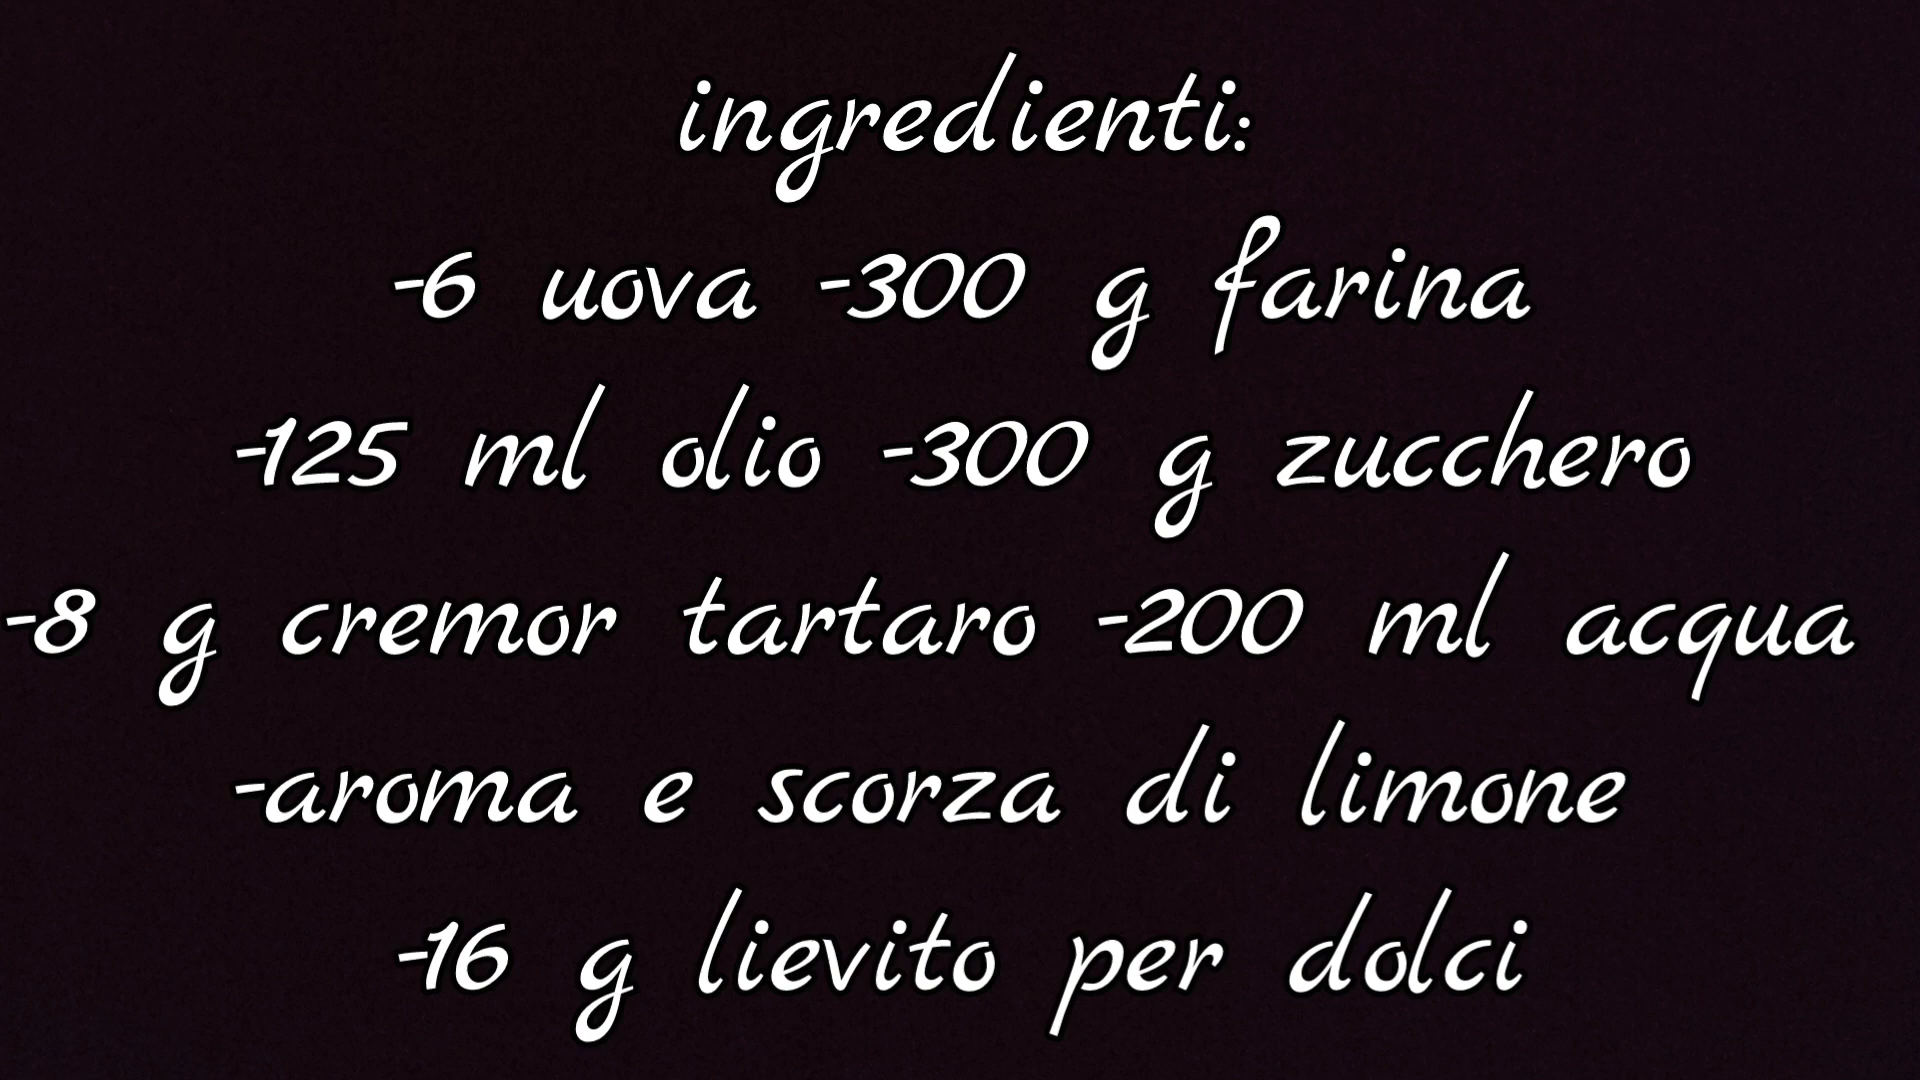 ingredienti:
-6 uova -300 g farina
-125 ml olio -300 g zucchero
-8 g cremor tartaro -200 ml acqua
-aroma e scorza di limone
-16 g lievito per dolci